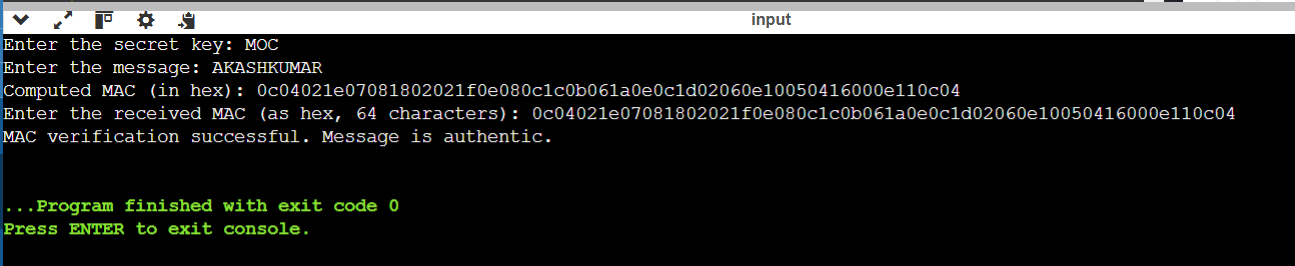 input
Enter the secret key: MOC
Enter the message: AKASHKUMAR
Computed MAC (in hex): 0c04021e07081802021f0e080c1c0b061a0e0c1d02060e10050416000e110c04
Enter the received MAC (as hex, 64 characters): 0c04021e07081802021f0e080c1c0b061a0e0c1d02060e10050416000e110c04
MAC verification successful. Message is authentic.
...Program finished with exit code 0
Press ENTER to exit console.